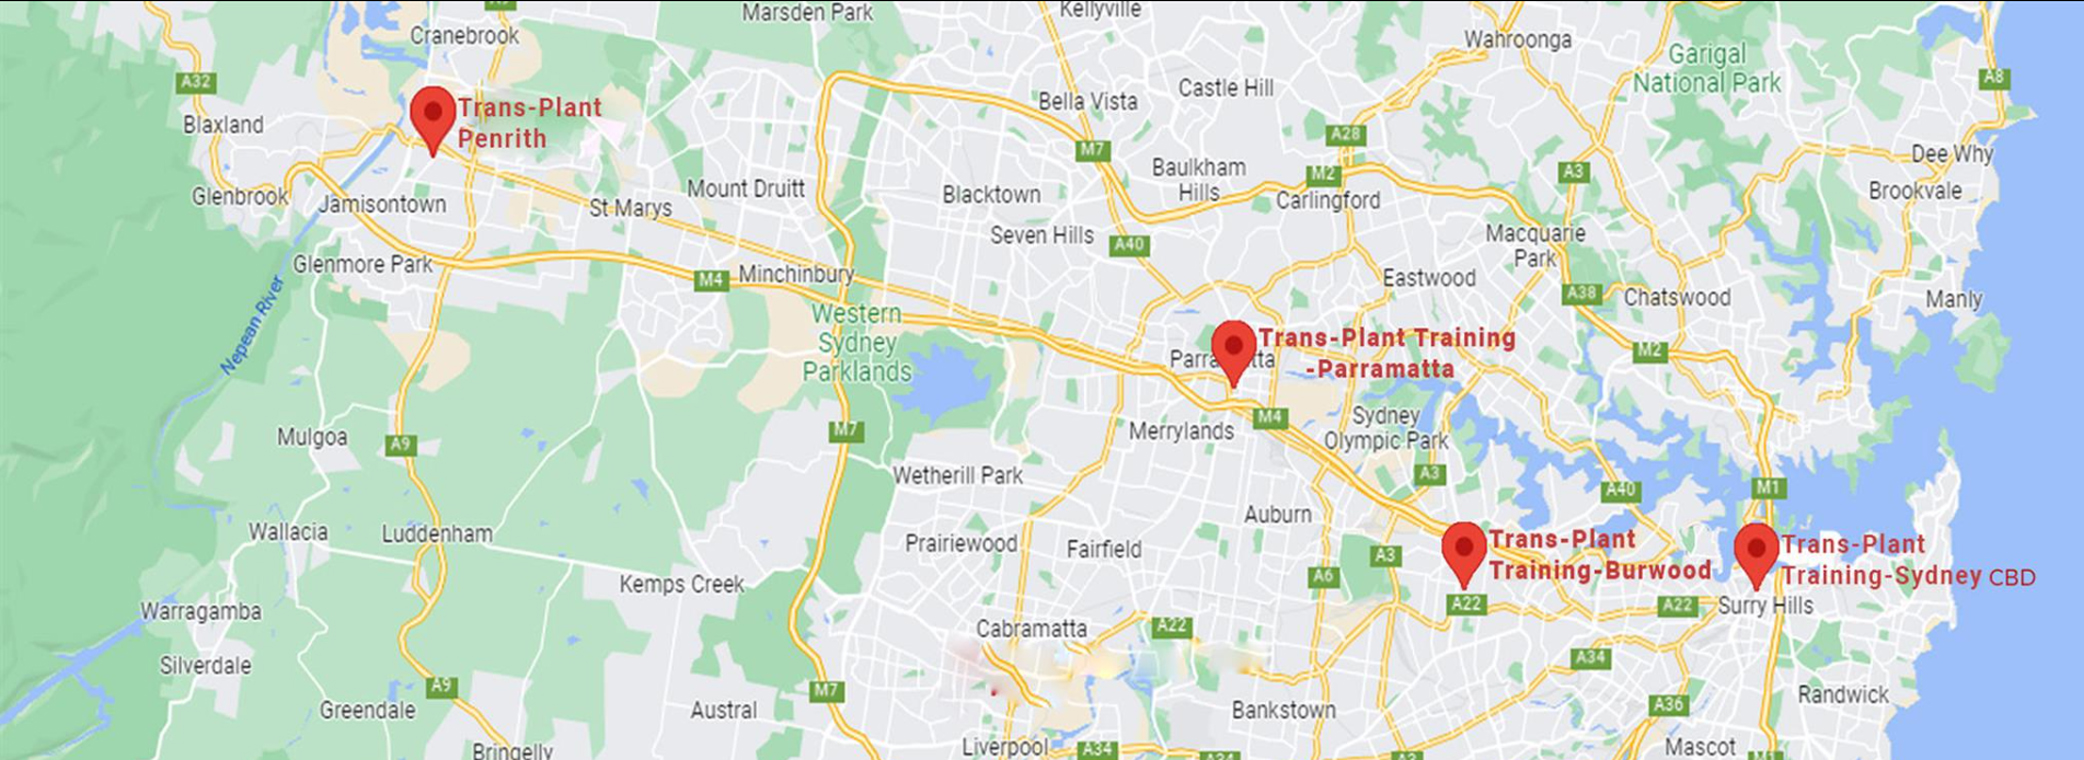 Marsden Park
Kellyville
Cranebrook
Wahroonga
Garigal
National Park
A32
A8
Castle Hill
Bella Vista
Trans-Plant
Penrith
Blaxland
A28
M7
Dee Why
Baulkham
Hills
M2
A3
Glenbrook
Jamisontown
St Marys
Mount Druitt
Blacktown
Carlingford
Brookvale
Seven Hills
A40
Macquarie
Park
Glenmore Park
M4
Minchinbury
Eastwood
A38
Chatswood
Manly
Nepean River
Western
Sydney
Parklands
Trans-Plant Training
-Parramatta
M2
Mulgoa
A9
M7
Merrylands
M4
Sydney
Olympic Park
Wetherill Park
A3
A40
M1
Wallacia
Luddenham
Auburn
Prairiewood
Fairfield
Trans-Plant
Training-Burwood
Trans-Plant
Training-Sydney CBD
A3
A6
Kemps Creek
A22
A22
Surry Hills
Warragamba
Cabramatta
A22
Silverdale
A34
A9
M7
Randwick
Greendale
Austral
Bankstown
A36
Bringelly
Liverpool
A34
Mascot